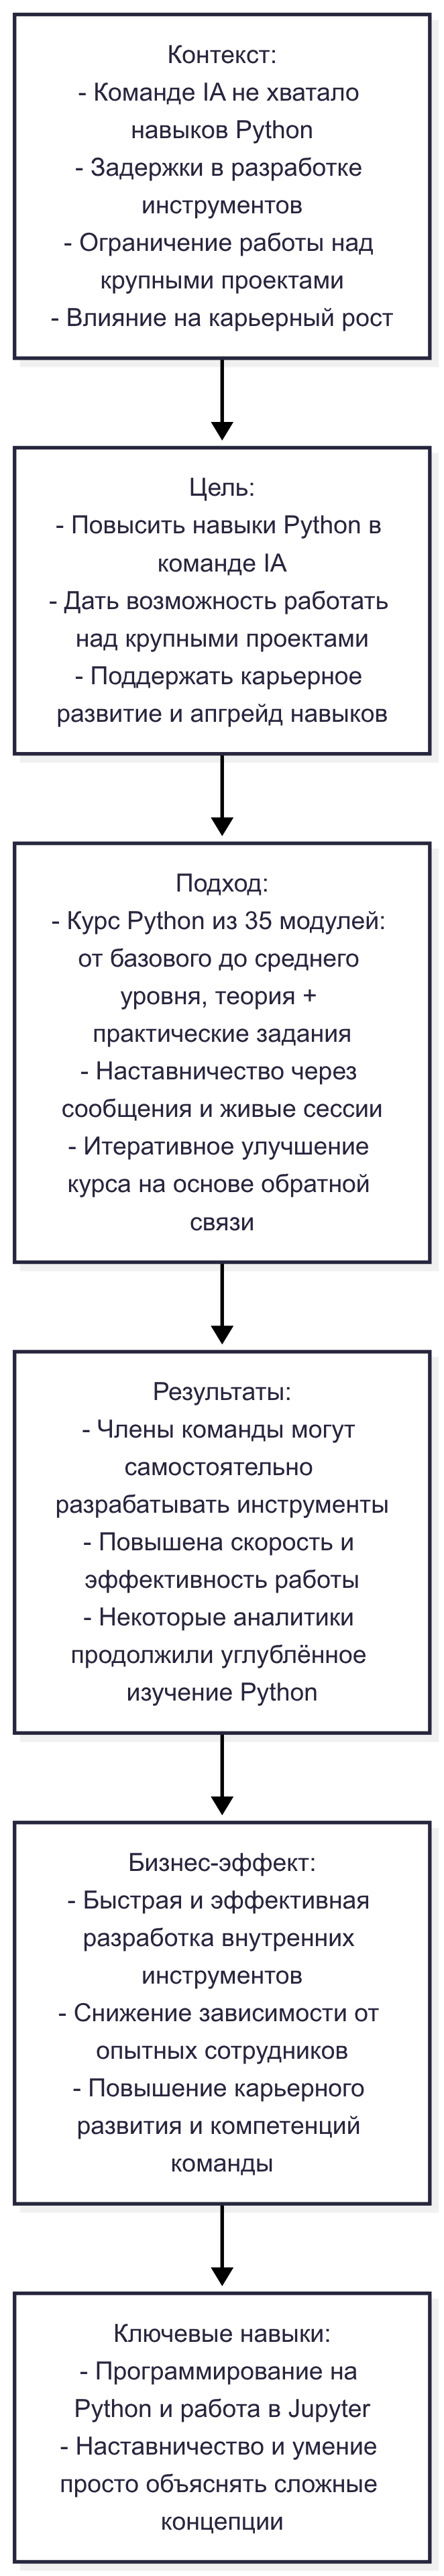 Контекст:
- Команде IA не хватало
навыков Python
- Задержки в разработке
инструментов
- Ограничение работы над
крупными проектами
- Влияние на карьерный рост
Цель:
- Повысить навыки Python в
команде IA
- Дать возможность работать
над крупными проектами
- Поддержать карьерное
развитие и апгрейд навыков
Подход:
- Курс Python из 35 модулей:
от базового до среднего
уровня, теория +
практические задания
- Наставничество через
сообщения и живые сессии
- Итеративное улучшение
курса на основе обратной
связи
Результаты:
- Члены команды могут
самостоятельно
разрабатывать инструменты
- Повышена скорость и
эффективность работы
- Некоторые аналитики
продолжили углублённое
изучение Python
Бизнес-эффект:
- Быстрая и эффективная
разработка внутренних
инструментов
- Снижение зависимости от
опытных сотрудников
- Повышение карьерного
развития и компетенций
команды
Ключевые навыки:
- Программирование на
Python и работа в Jupyter
- Наставничество и умение
просто объяснять сложные
концепции